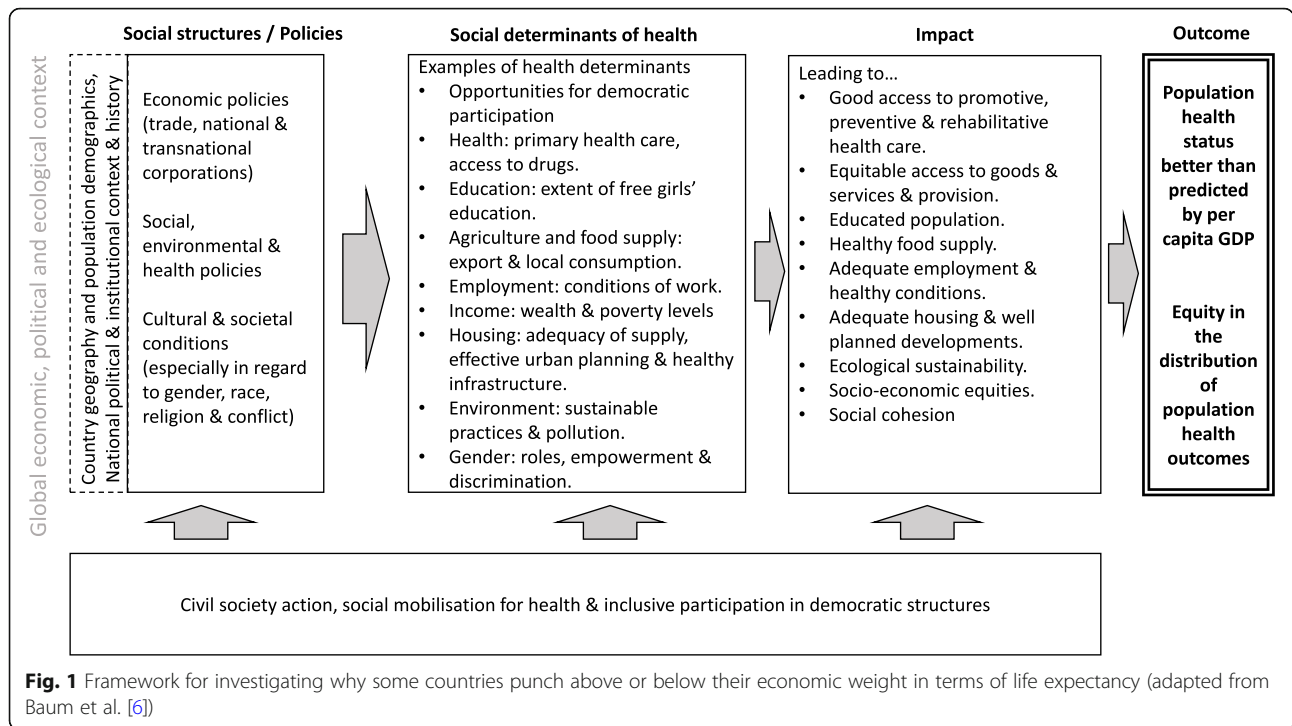 Social structures / Policies
Social determinants of health
Impact
Outcome
Global economic, political and ecological context
Country geography and population demographics,
National political & institutional context & history
Economic policies
(trade, national &
transnational
corporations)
Social,
environmental &
health policies
Cultural & societal
conditions
(especially in regard
to gender, race,
religion & conflict)
Examples of health determinants
• Opportunities for democratic
participation
• Health: primary health care,
access to drugs.
• Education: extent of free girls’
education.
• Agriculture and food supply:
export & local consumption.
• Employment: conditions of work.
• Income: wealth & poverty levels
• Housing: adequacy of supply,
effective urban planning & healthy
infrastructure.
• Environment: sustainable
practices & pollution.
• Gender: roles, empowerment &
discrimination.
Leading to...
• Good access to promotive,
preventive & rehabilitative
health care.
• Equitable access to goods &
services & provision.
• Educated population.
• Healthy food supply.
• Adequate employment &
healthy conditions.
• Adequate housing & well
planned developments.
• Ecological sustainability.
• Socio-economic equities.
• Social cohesion
Population
health
status
better than
predicted
by per
capita GDP
Equity in
the
distribution
of
population
health
outcomes
Civil society action, social mobilisation for health & inclusive participation in democratic structures
Fig. 1 Framework for investigating why some countries punch above or below their economic weight in terms of life expectancy (adapted from
Baum et al. [6])